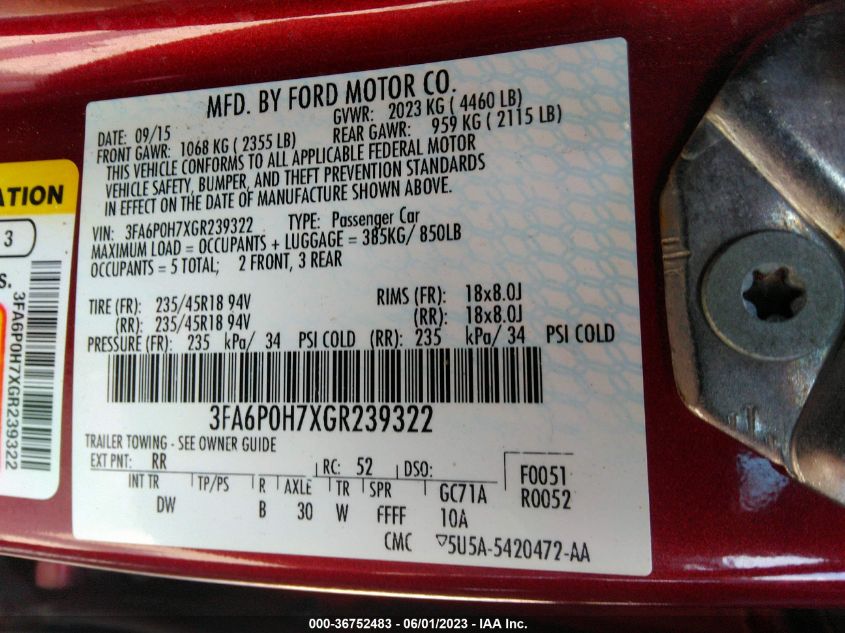 MFD. BY FORD MOTOR CO.
DATE: 09/15
GVWR: 2023 KG ( 4460 LB)
FRONT GAWR: 1068 KG ( 2355 LB)
REAR GAWR: 959 KG ( 2115 LB)
THIS VEHICLE CONFORMS TO ALL APPLICABLE FEDERAL MOTOR
VEHICLE SAFETY, BUMPER, AND THEFT PREVENTION STANDARDS
IN EFFECT ON THE DATE OF MANUFACTURE SHOWN ABOVE.
VIN: 3FA6P0H7XGR239322 TYPE: Passenger Car
MAXIMUM LOAD = OCCUPANTS + LUGGAGE = 385KG/ 850LB
OCCUPANTS = 5 TOTAL; 2 FRONT, 3 REAR
TIRE (FR): 235/45R18 94V RIMS (FR): 18x8.0J
(RR): 235/45R18 94V (RR): 18x8.0J
PRESSURE (FR): 235 kPa/ 34 PSI COLD (RR): 235 kPa/ 34 PSI COLD
3FA6P0H7XGR239322
TRAILER TOWING - SEE OWNER GUIDE
EXT PNT: RR RC: 52 DSO: F0051
INT TR TP/PS R AXLE TR SPR GC71A R0052
DW B 30 W FFFF 10A
CMC ▽5U5A-5420472-AA
ATION
3
S.
3FA6P0H7XGR239322
000-36752483 - 06/01/2023 - IAA Inc.